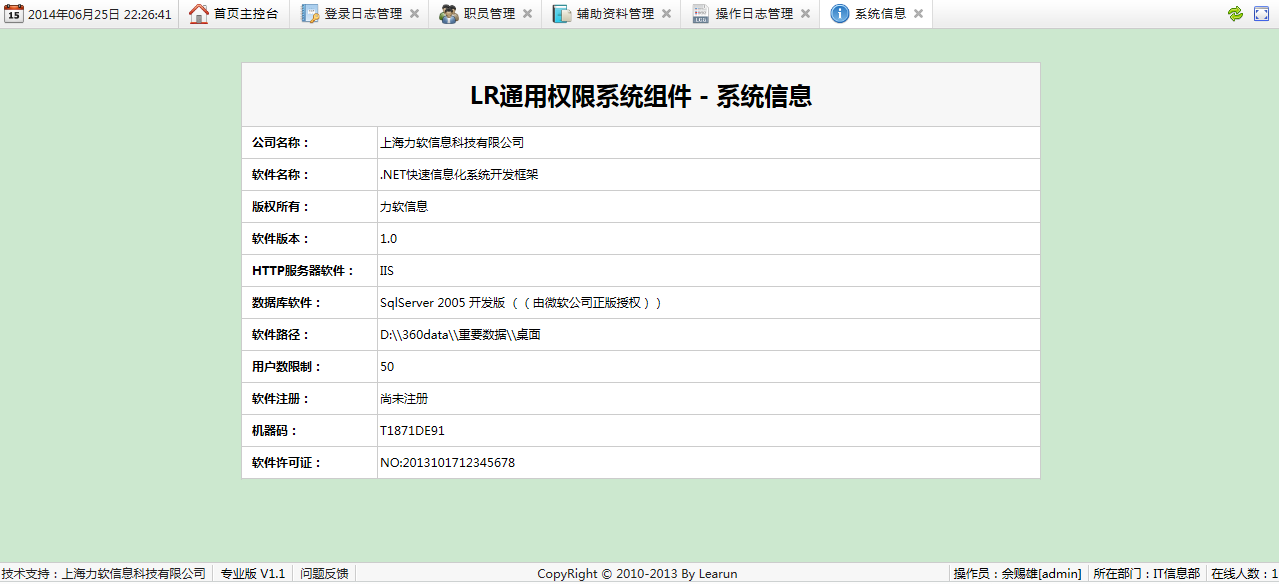 15 2014年06月25日 22:26:41 首页主控台 登录日志管理 职员管理 辅助资料管理 LOG 操作日志管理 系统信息
LR通用权限系统组件 - 系统信息
公司名称： 上海力软信息科技有限公司
软件名称： .NET快速信息化系统开发框架
版权所有： 力软信息
软件版本： 1.0
HTTP服务器软件： IIS
数据库软件： SqlServer 2005 开发版 （（由微软公司正版授权））
软件路径： D:\\360data\\重要数据\\桌面
用户数限制： 50
软件注册： 尚未注册
机器码： T1871DE91
软件许可证： NO:2013101712345678
技术支持：上海力软信息科技有限公司 专业版 V1.1 问题反馈 CopyRight © 2010-2013 By Learun 操作员：佘赐雄[admin] 所在部门：IT信息部 在线人数：1